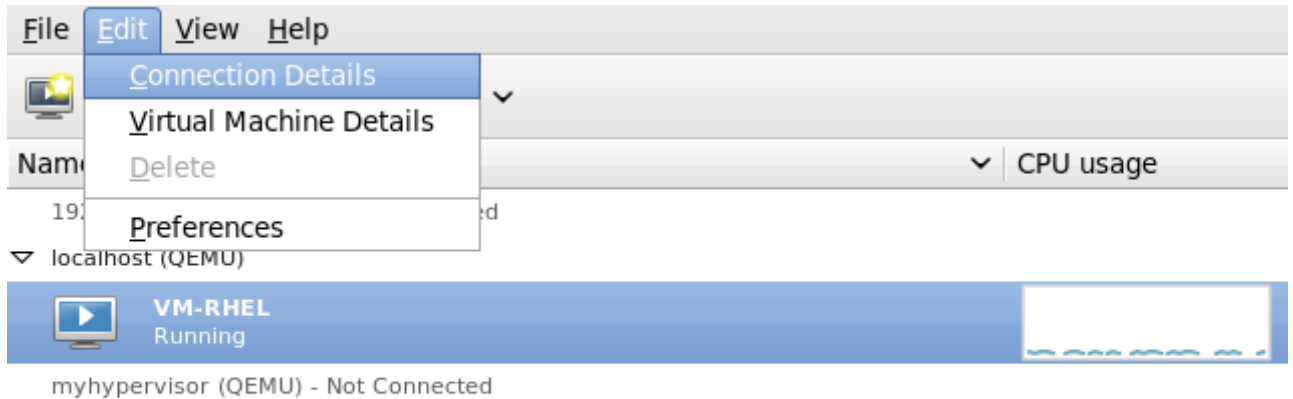 File Edit View Help
Connection Details
Virtual Machine Details
Delete
Preferences
CPU usage
localhost (QEMU)
VM-RHEL
Running
myhypervisor (QEMU) - Not Connected